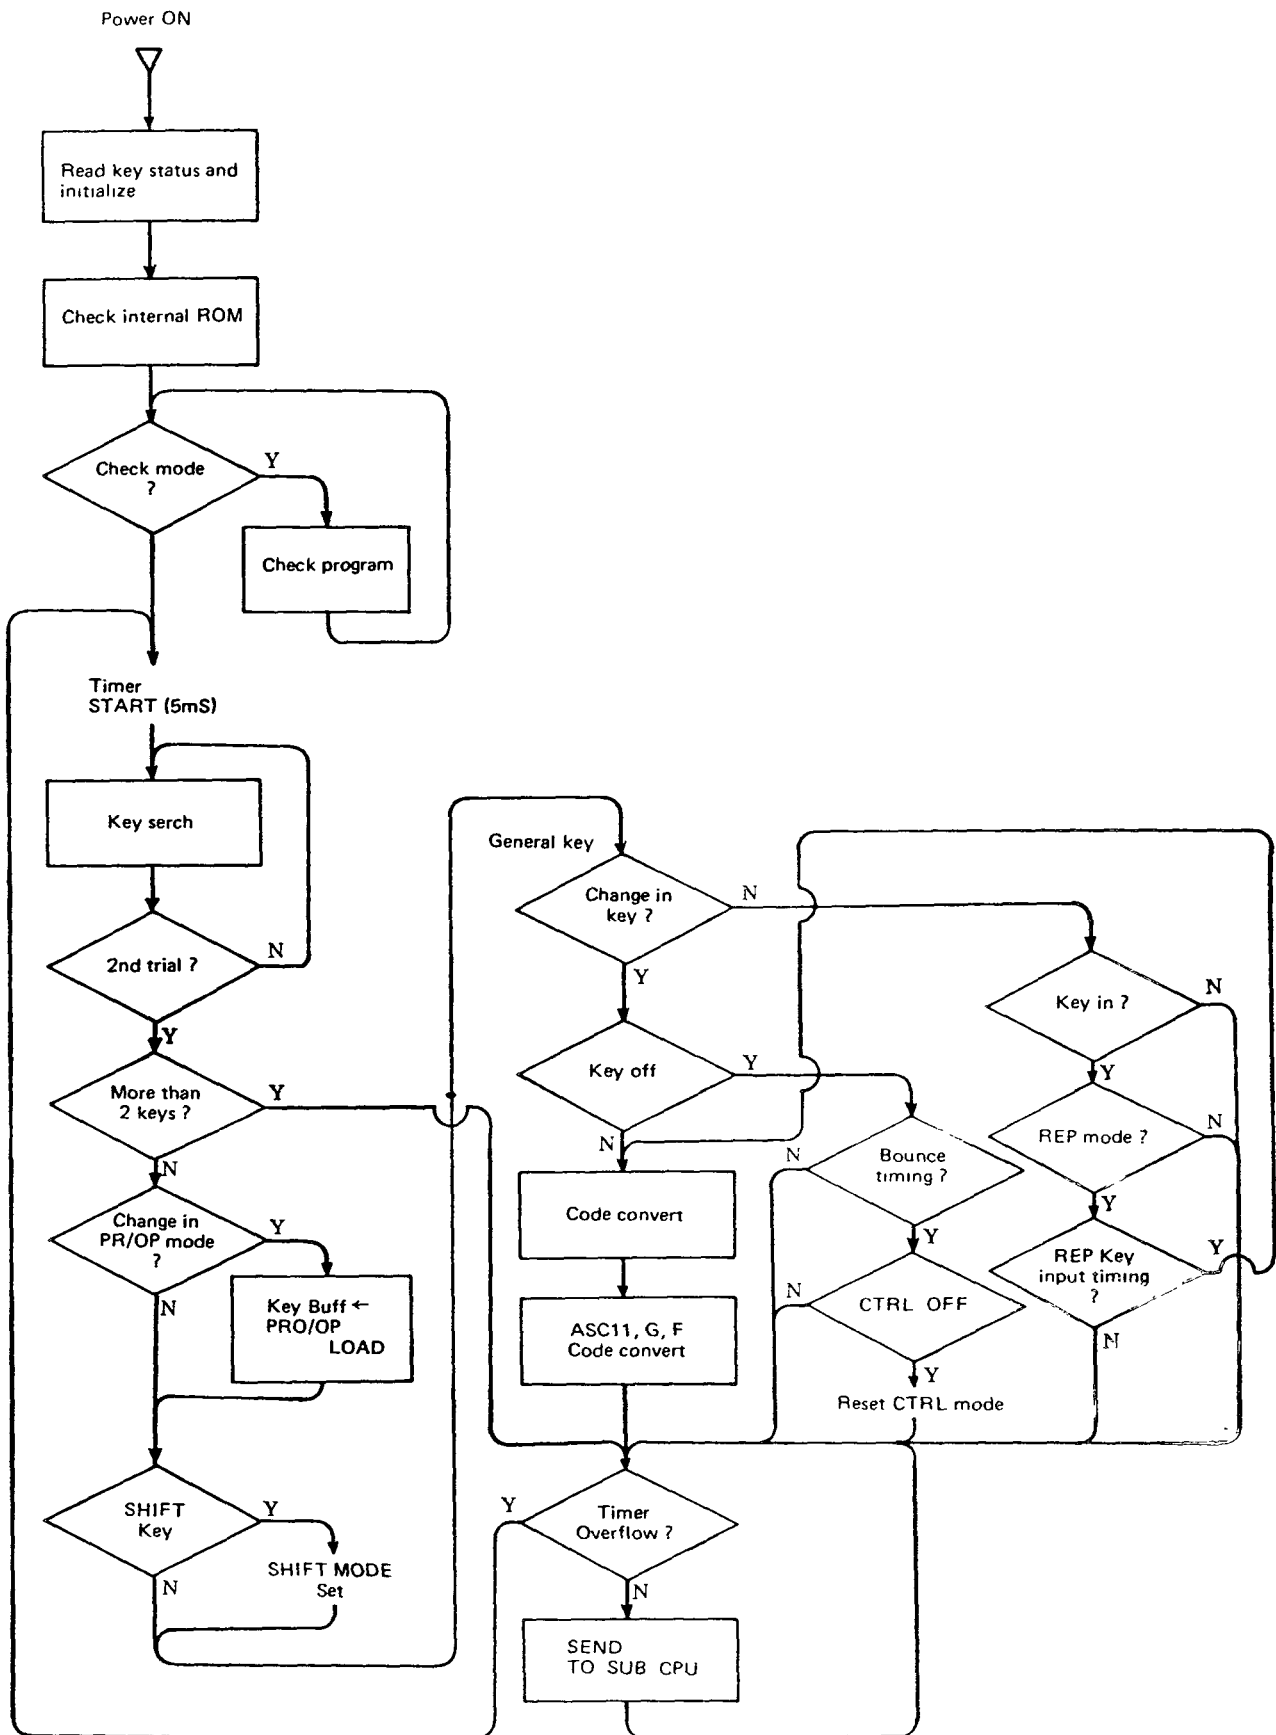 Power ON
Read key status and
initialize
Check internal ROM
Check mode
?
Y
Check program
Timer
START (5mS)
Key serch
2nd trial ?
N
Y
More than
2 keys ?
Y
N
Change in
PR/OP mode
?
Y
N
Key Buff ←
PRO/OP
LOAD
SHIFT
Key
Y
N
SHIFT MODE
Set
General key
Change in
key ?
N
Y
Key off
Y
N
Code convert
ASC11, G, F
Code convert
Key in ?
N
Y
REP mode ?
N
Y
REP Key
input timing
?
Y
N
Bounce
timing ?
N
Y
CTRL OFF
N
Y
Reset CTRL mode
Timer
Overflow ?
Y
N
SEND
TO SUB CPU